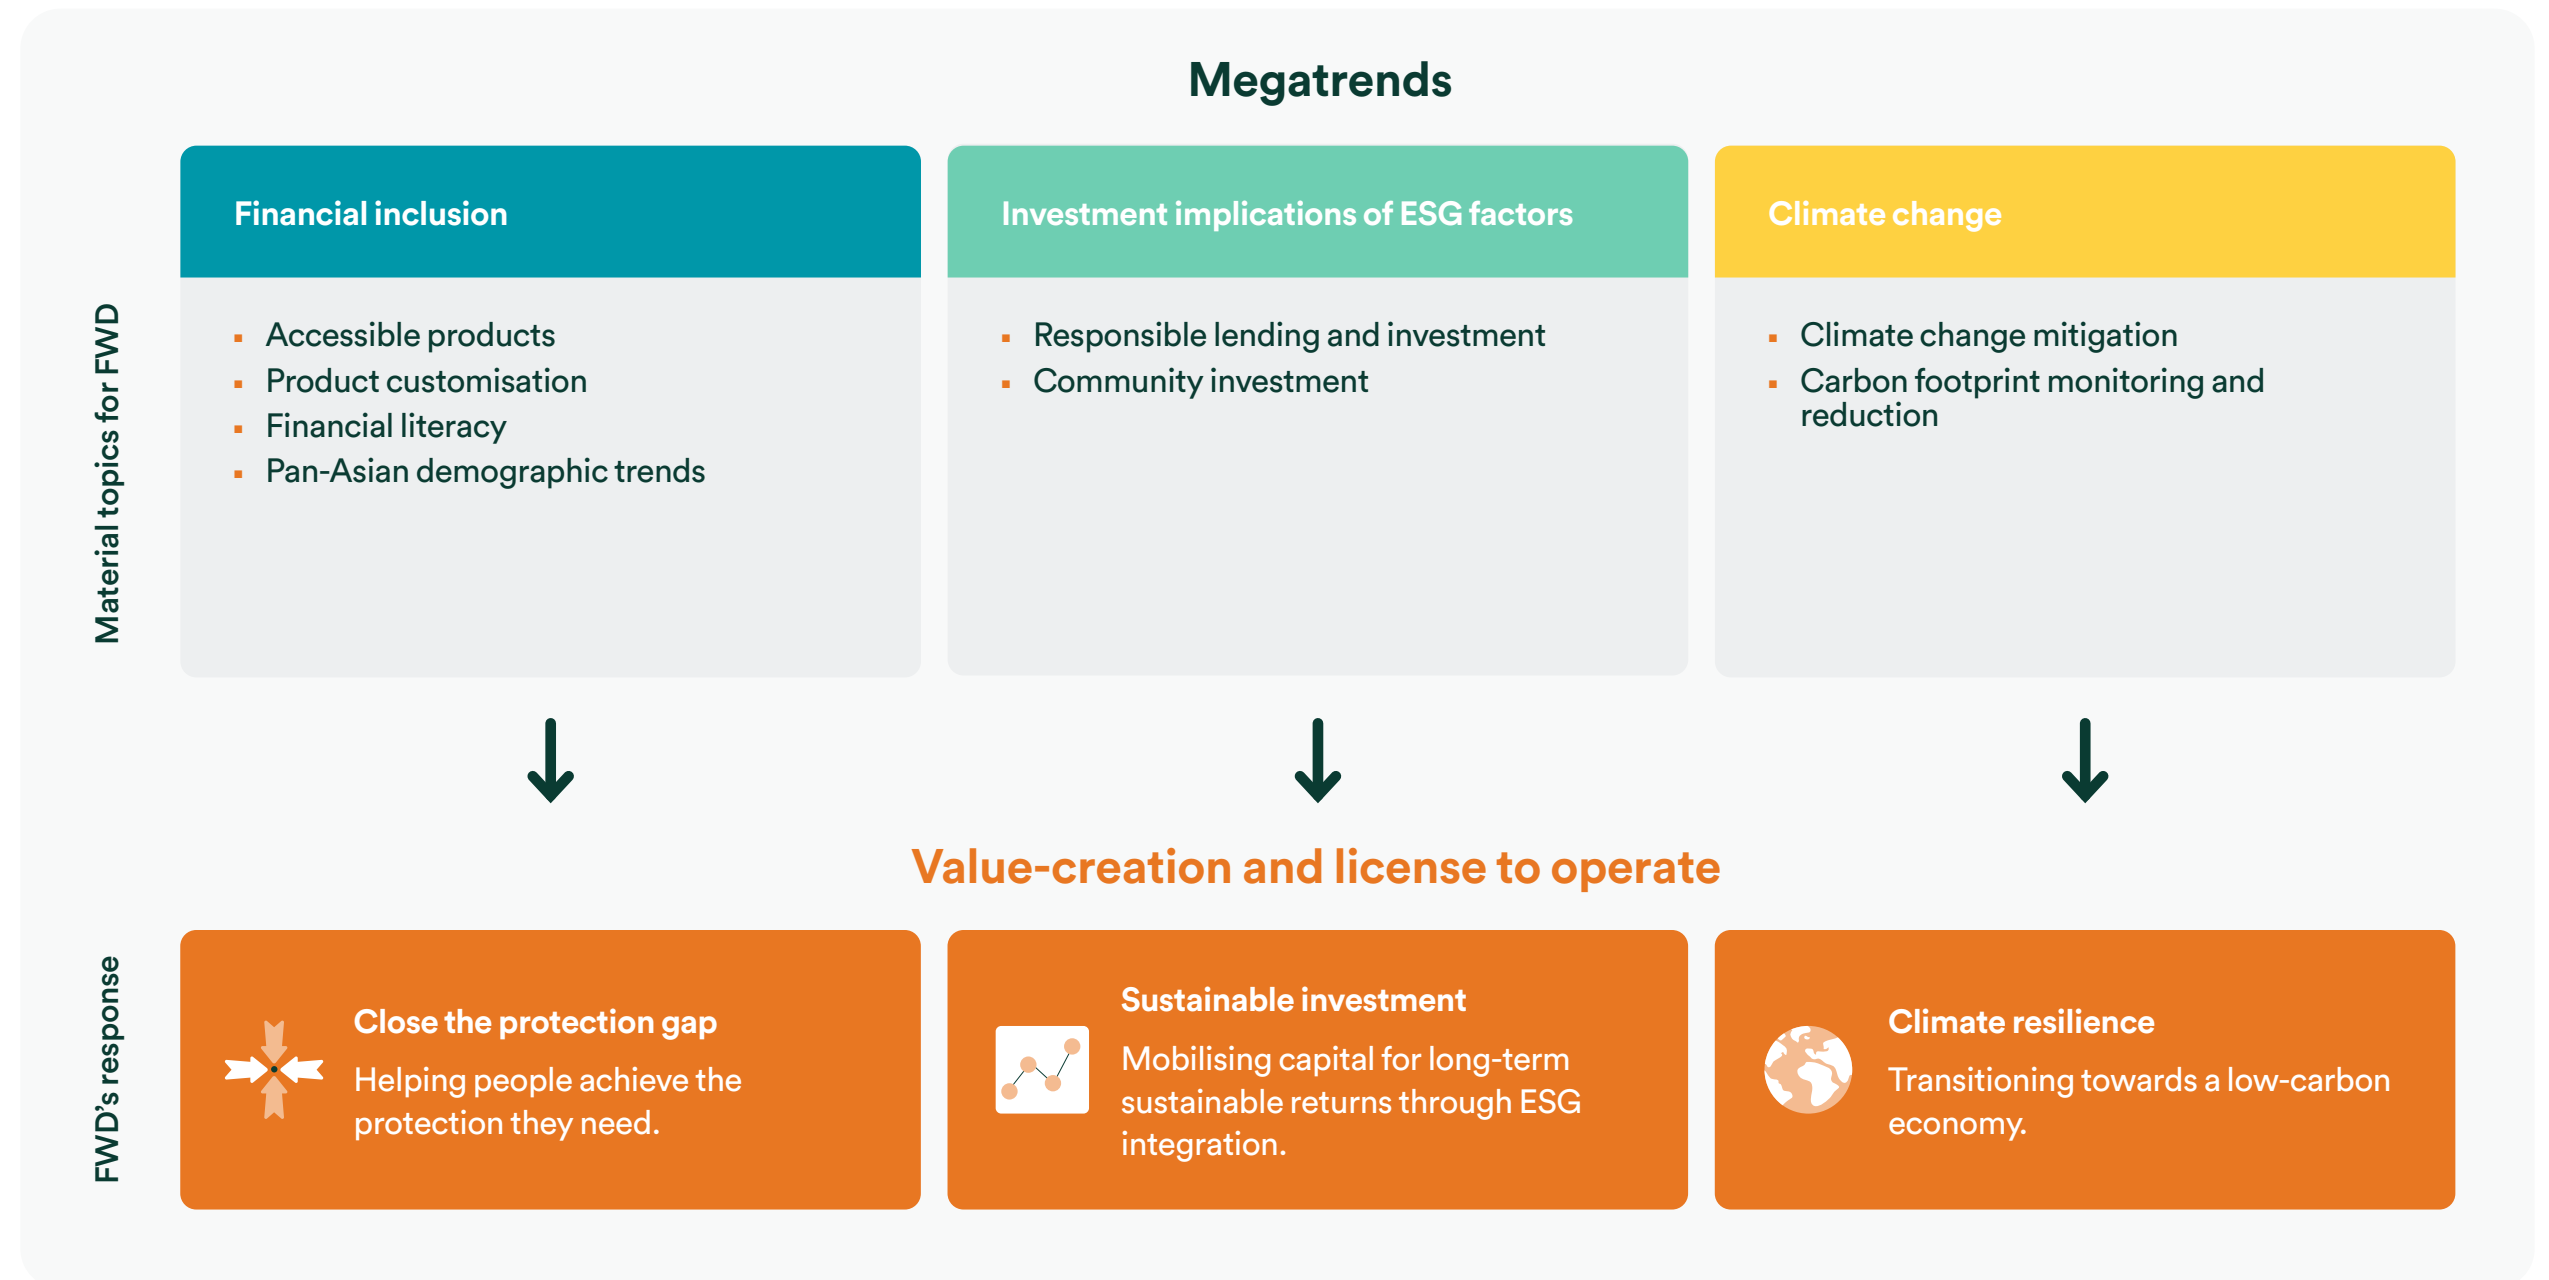 Megatrends
Material topics for FWD
Financial inclusion
Accessible products
Product customisation
Financial literacy
Pan-Asian demographic trends
Investment implications of ESG factors
Responsible lending and investment
Community investment
Climate change
Climate change mitigation
Carbon footprint monitoring and
reduction
Value-creation and license to operate
FWD’s response
Close the protection gap
Helping people achieve the
protection they need.
Sustainable investment
Mobilising capital for long-term
sustainable returns through ESG
integration.
Climate resilience
Transitioning towards a low-carbon
economy.